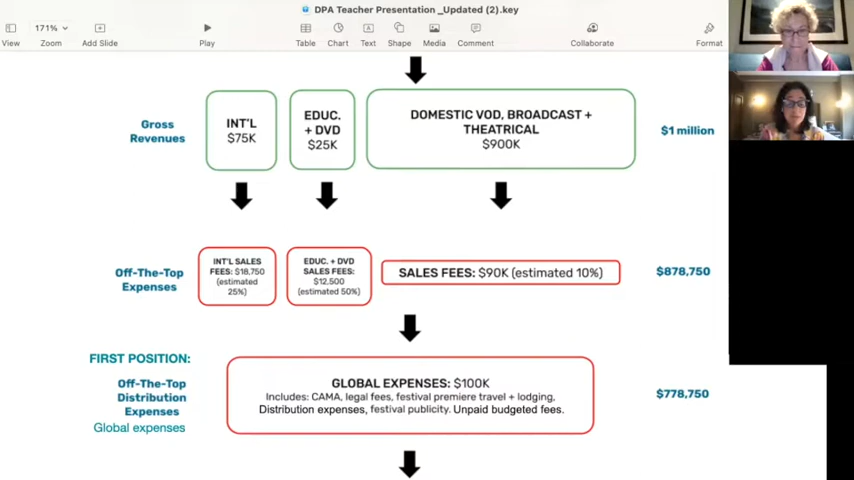 DPA Teacher Presentation _Updated (2).key
171%
View
Zoom
Add Slide
Play
Table
Chart
Text
Shape
Media
Comment
Collaborate
Format
Gross
Revenues
INT'L
$75K
EDUC.
+ DVD
$25K
DOMESTIC VOD, BROADCAST +
THEATRICAL
$900K
$1 million
Off-The-Top
Expenses
INT'L SALES
FEES: $18,750
(estimated
25%)
EDUC. + DVD
SALES FEES:
$12,500
(estimated 50%)
SALES FEES: $90K (estimated 10%)
$878,750
FIRST POSITION:
Off-The-Top
Distribution
Expenses
Global expenses
GLOBAL EXPENSES: $100K
Includes: CAMA, legal fees, festival premiere travel + lodging,
Distribution expenses, festival publicity. Unpaid budgeted fees.
$778,750